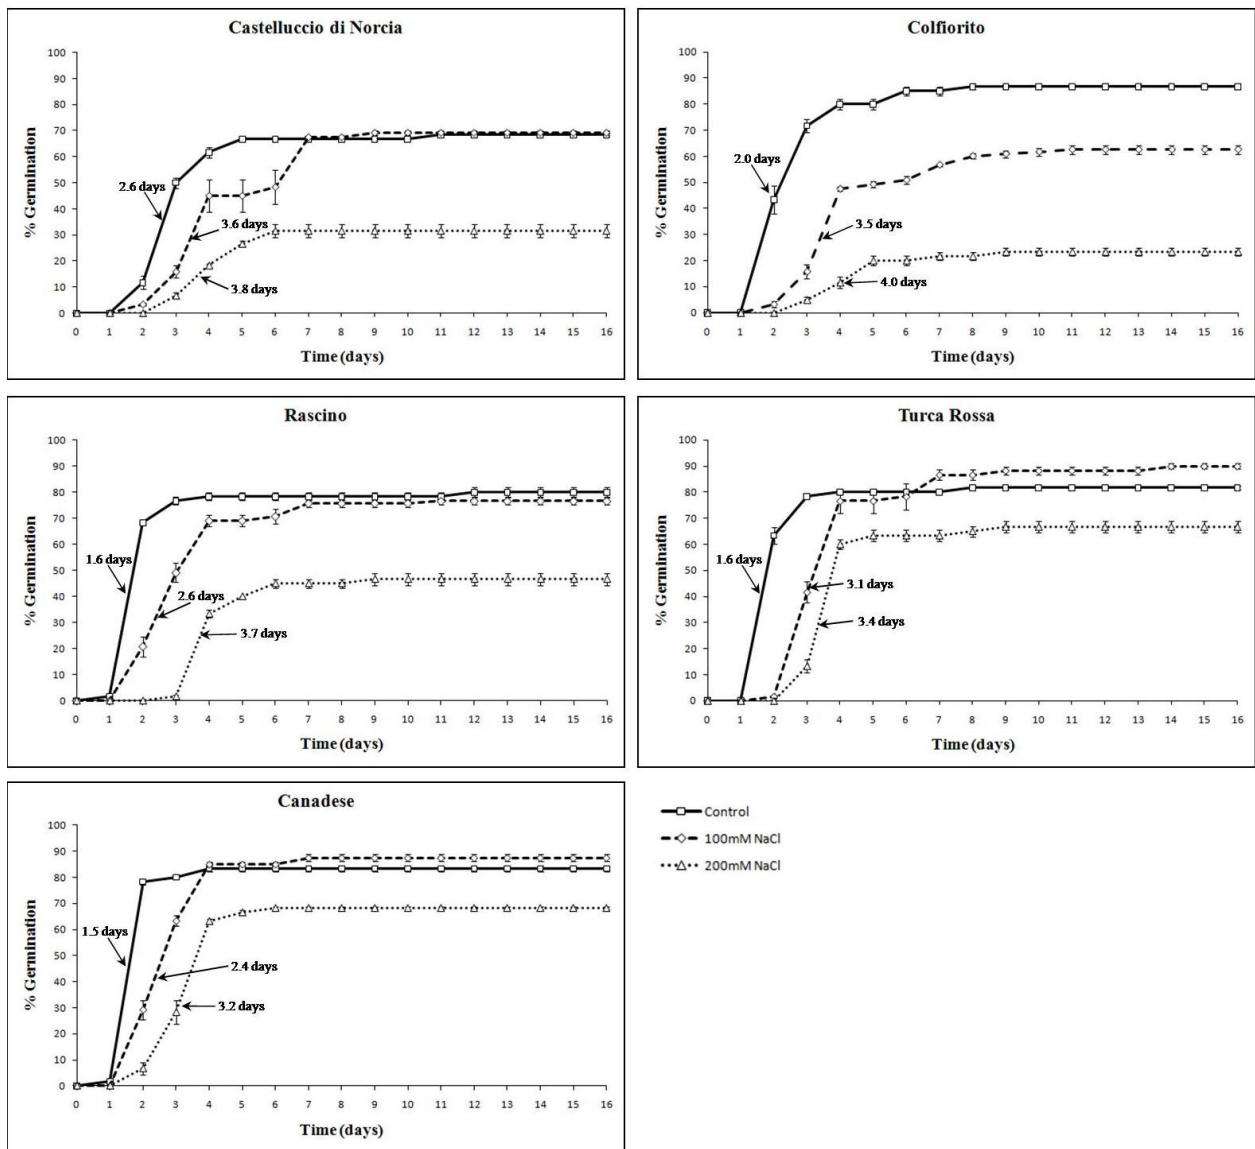 Castelluccio di Norcia
100
90
80
70
60
50
40
30
20
10
0
% Germination
2.6 days
3.6 days
3.8 days
0 1 2 3 4 5 6 7 8 9 10 11 12 13 14 15 16
Time (days)
Colfiorito
100
90
80
70
60
50
40
30
20
10
0
% Germination
2.0 days
3.5 days
4.0 days
0 1 2 3 4 5 6 7 8 9 10 11 12 13 14 15 16
Time (days)
Rascino
100
90
80
70
60
50
40
30
20
10
0
% Germination
1.6 days
2.6 days
3.7 days
0 1 2 3 4 5 6 7 8 9 10 11 12 13 14 15 16
Time (days)
Turca Rossa
100
90
80
70
60
50
40
30
20
10
0
% Germination
1.6 days
3.1 days
3.4 days
0 1 2 3 4 5 6 7 8 9 10 11 12 13 14 15 16
Time (days)
Canadese
100
90
80
70
60
50
40
30
20
10
0
% Germination
1.5 days
2.4 days
3.2 days
0 1 2 3 4 5 6 7 8 9 10 11 12 13 14 15 16
Time (days)
Control
100mM NaCl
200mM NaCl